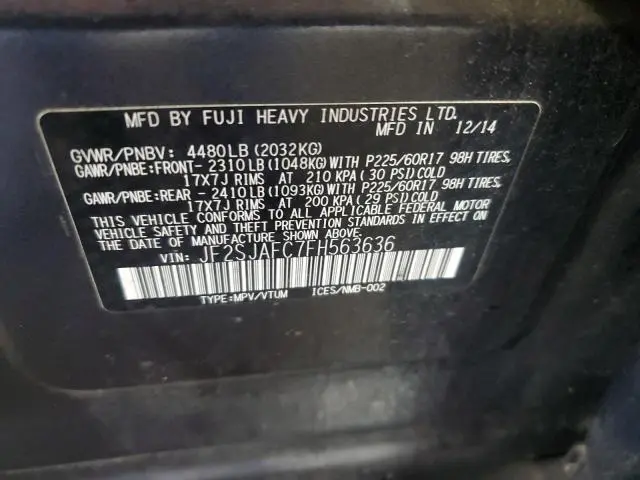 MFD BY FUJI HEAVY INDUSTRIES LTD.
MFD IN 12/14
GVWR/PNBV: 4480LB(2032KG)
GAWR/PNBE:FRONT- 2310LB(1048KG)WITH P225/60R17 98H TIRES,
17X7J RIMS AT 210 KPA(30 PSI)COLD
GAWR/PNBE:REAR - 2410LB(1093KG)WITH P225/60R17 98H TIRES,
17X7J RIMS AT 200 KPA(29 PSI)COLD
THIS VEHICLE CONFORMS TO ALL APPLICABLE FEDERAL MOTOR
VEHICLE SAFETY AND THEFT PREVENTION STANDARDS IN EFFECT ON
THE DATE OF MANUFACTURE SHOWN ABOVE.
VIN: JF2SJAFC7FH563636
TYPE:MPV/VTUM ICES/NMB-002